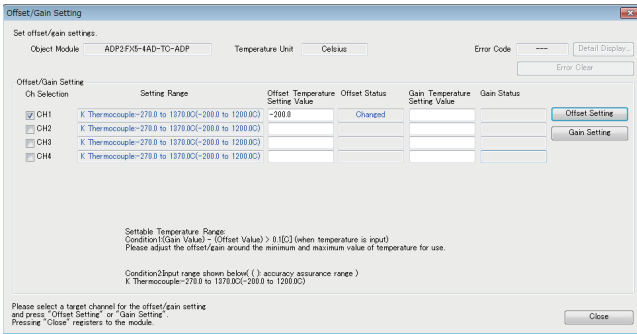 Offset/Gain Setting
Set offset/gain settings.
Object Module ADP2:FX5-4AD-TC-ADP Temperature Unit Celsius Error Code --- Detail Display...
Error Clear
Offset/Gain Setting
Ch Selection Setting Range Offset Temperature Setting Value Offset Status Gain Temperature Setting Value Gain Status
CH1 K Thermocouple:-270.0 to 1370.0C(-200.0 to 1200.0C) -200.0 Changed Offset Setting
CH2 K Thermocouple:-270.0 to 1370.0C(-200.0 to 1200.0C) Gain Setting
CH3 K Thermocouple:-270.0 to 1370.0C(-200.0 to 1200.0C)
CH4 K Thermocouple:-270.0 to 1370.0C(-200.0 to 1200.0C)
Settable Temperature Range:
Condition1:(Gain Value) - (Offset Value) > 0.1[C] (when temperature is input)
Please adjust the offset/gain around the minimum and maximum value of temperature for use.
Condition2:Input range shown below( ( ): accuracy assurance range )
K Thermocouple:-270.0 to 1370.0C(-200.0 to 1200.0C)
Please select a target channel for the offset/gain setting
and press "Offset Setting" or "Gain Setting".
Pressing "Close" registers to the module.
Close